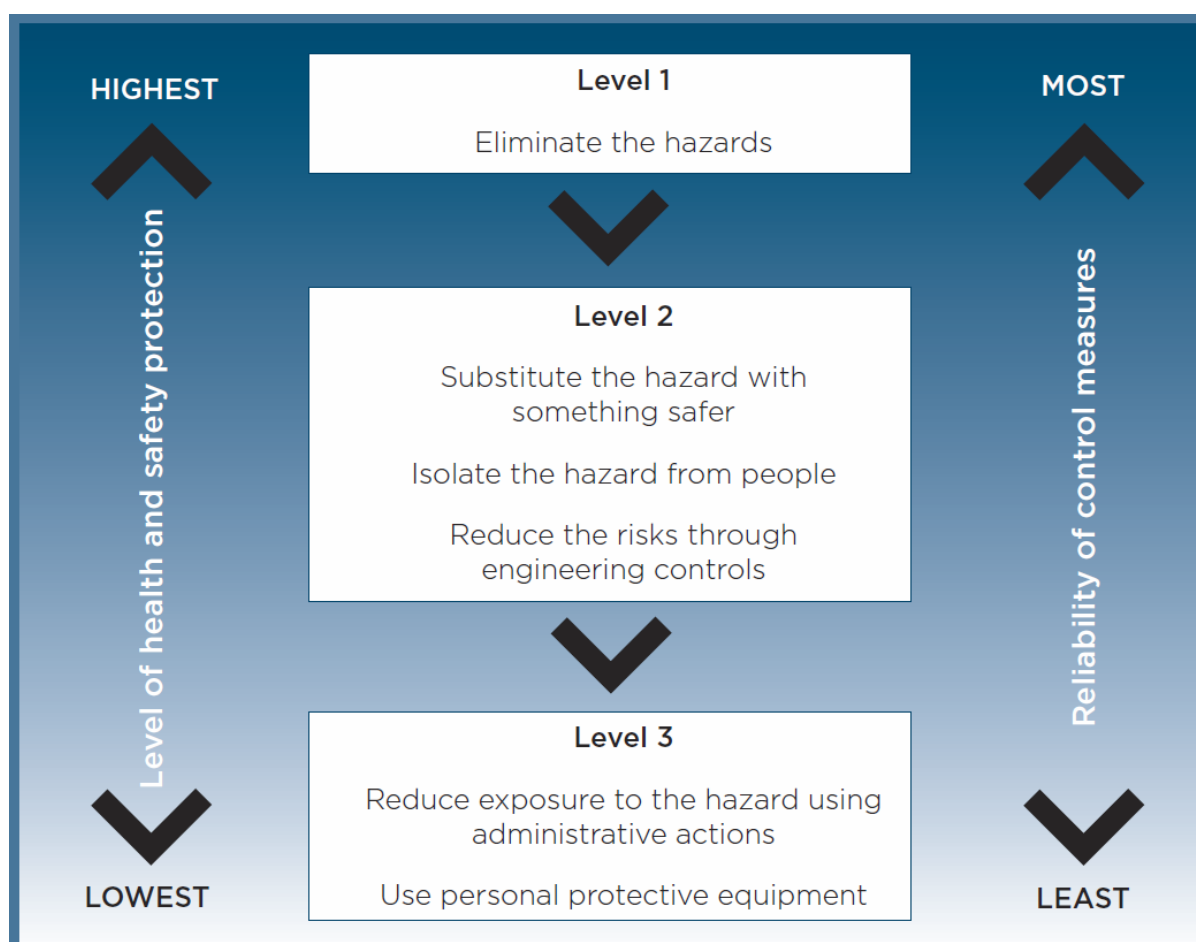 HIGHEST
Level of health and safety protection
LOWEST
Level 1
Eliminate the hazards
Level 2
Substitute the hazard with
something safer
Isolate the hazard from people
Reduce the risks through
engineering controls
Level 3
Reduce exposure to the hazard using
administrative actions
Use personal protective equipment
MOST
Reliability of control measures
LEAST